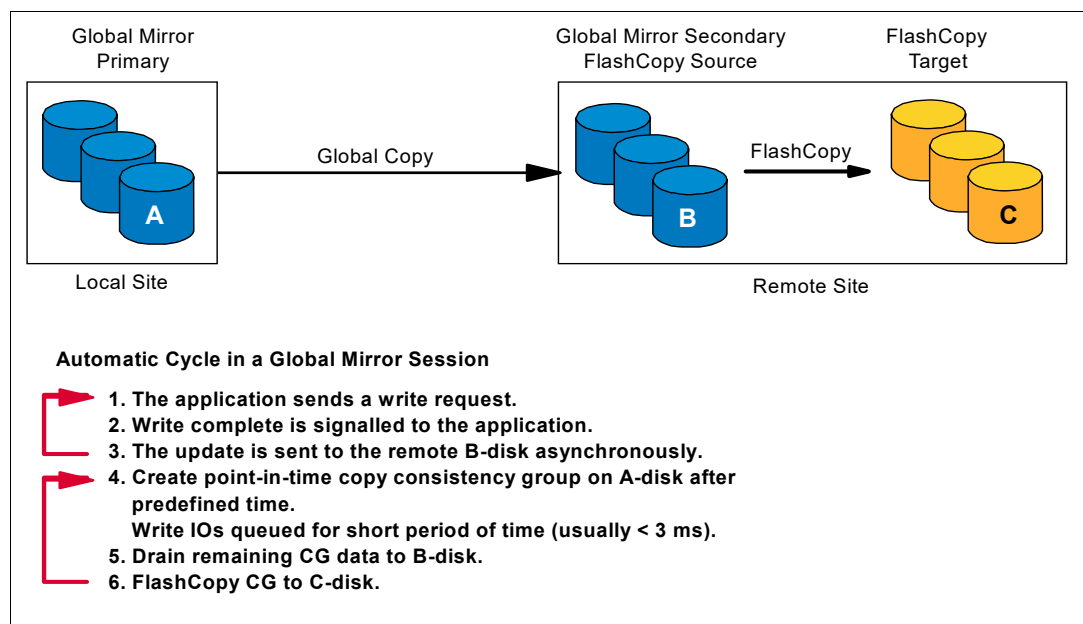 Global Mirror
Primary
Global Mirror Secondary
FlashCopy Source
FlashCopy
Target
Global Copy
FlashCopy
A
B
C
Local Site
Remote Site
Automatic Cycle in a Global Mirror Session
1. The application sends a write request.
2. Write complete is signalled to the application.
3. The update is sent to the remote B-disk asynchronously.
4. Create point-in-time copy consistency group on A-disk after
predefined time.
Write IOs queued for short period of time (usually < 3 ms).
5. Drain remaining CG data to B-disk.
6. FlashCopy CG to C-disk.